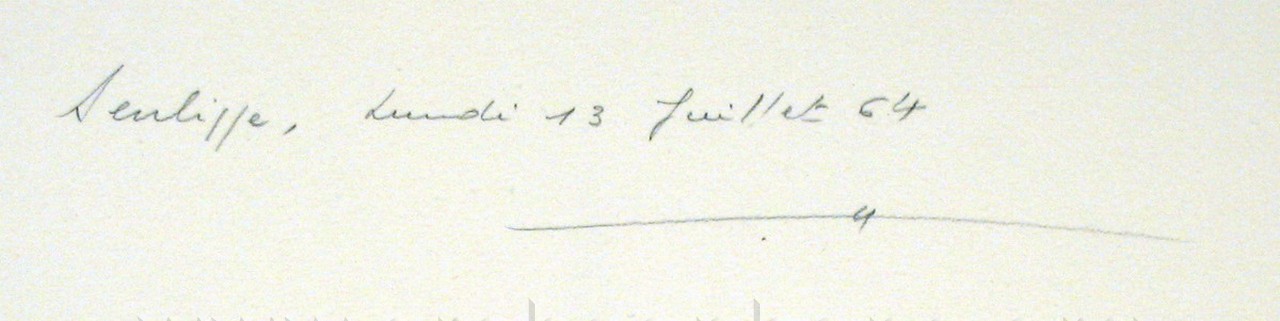 Senlisse, Lundi 13 Juillet 64